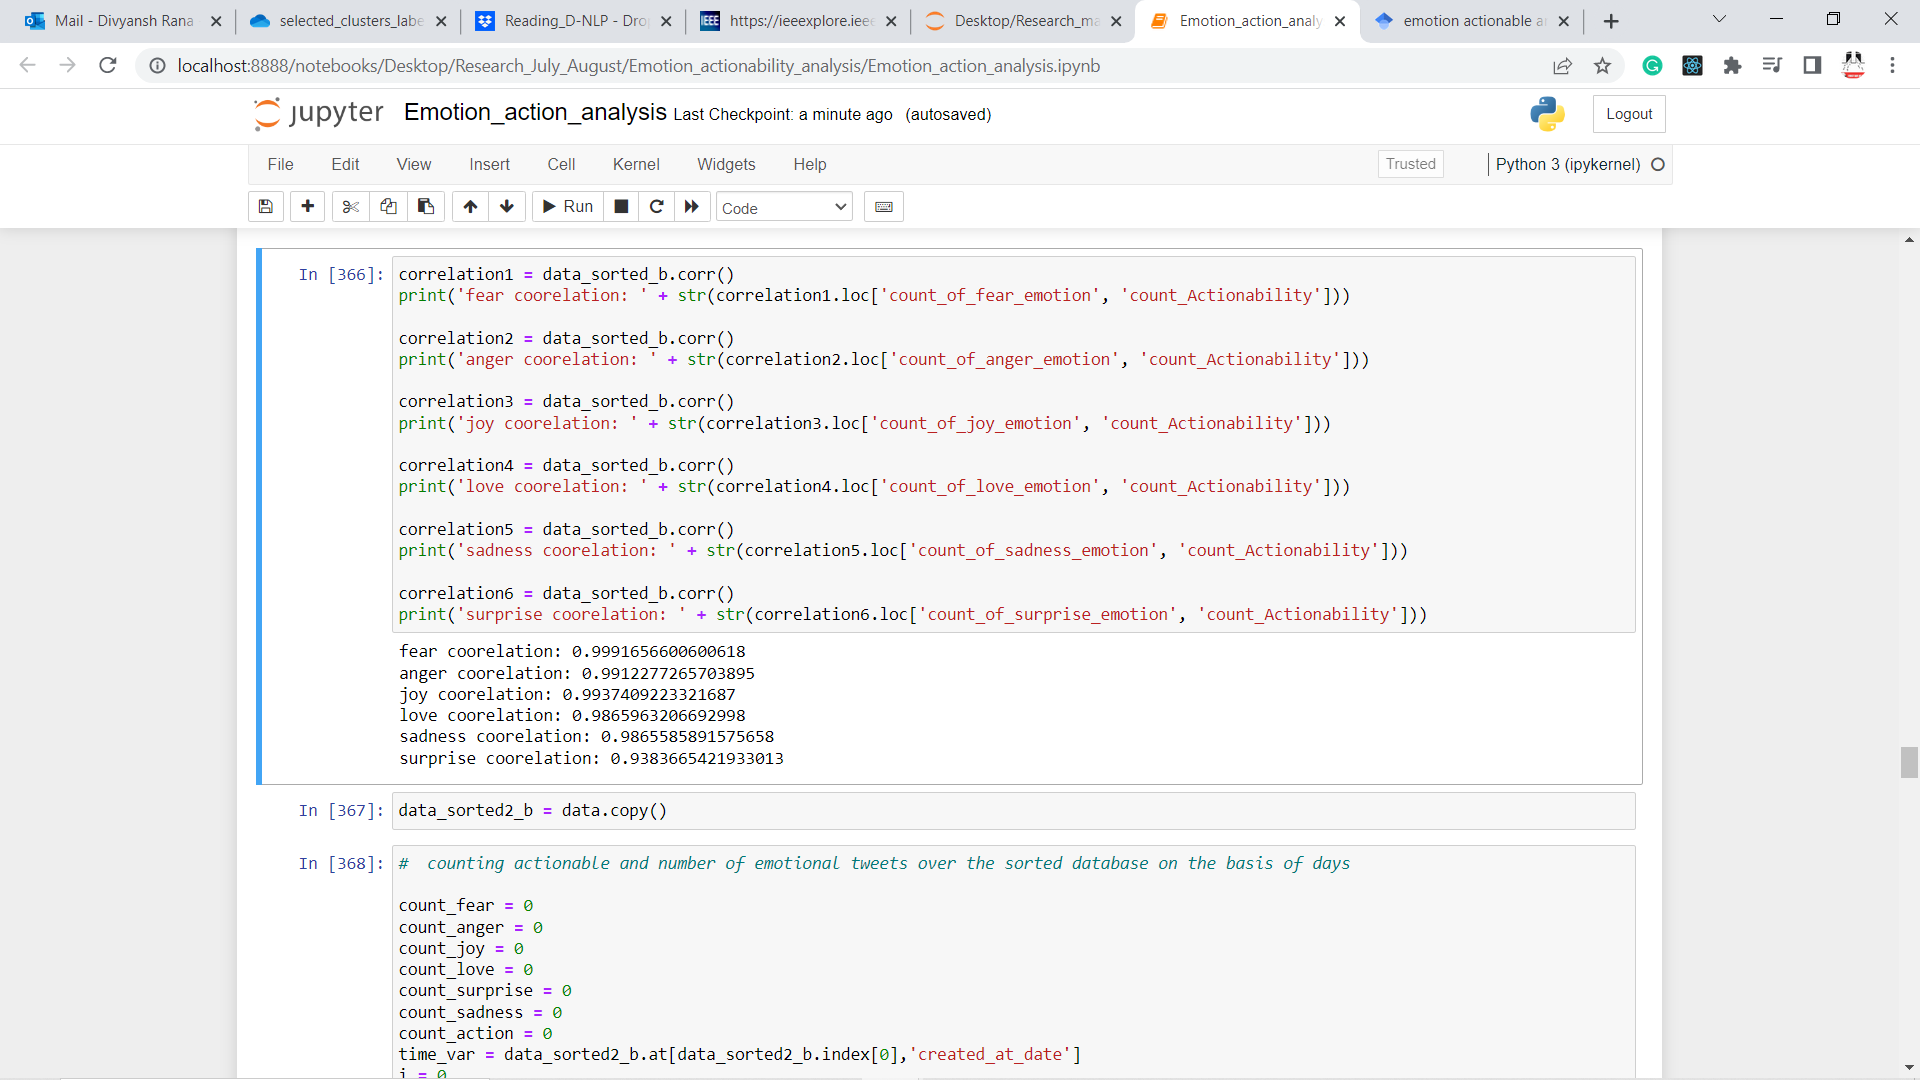 Mail - Divyansh Rana
selected_clusters_labe
Reading_D-NLP - Dro
IEEE
https://ieeexplore.ieee
Desktop/Research_ma
Emotion_action_analy
emotion actionable a
localhost:8888/notebooks/Desktop/Research_July_August/Emotion_actionability_analysis/Emotion_action_analysis.ipynb
jupyter Emotion_action_analysis Last Checkpoint: a minute ago (autosaved)
Logout
File Edit View Insert Cell Kernel Widgets Help
Trusted
Python 3 (ipykernel)
Run
Code
In [366]:
correlation1 = data_sorted_b.corr()
print('fear coorelation: ' + str(correlation1.loc['count_of_fear_emotion', 'count_Actionability']))
correlation2 = data_sorted_b.corr()
print('anger coorelation: ' + str(correlation2.loc['count_of_anger_emotion', 'count_Actionability']))
correlation3 = data_sorted_b.corr()
print('joy coorelation: ' + str(correlation3.loc['count_of_joy_emotion', 'count_Actionability']))
correlation4 = data_sorted_b.corr()
print('love coorelation: ' + str(correlation4.loc['count_of_love_emotion', 'count_Actionability']))
correlation5 = data_sorted_b.corr()
print('sadness coorelation: ' + str(correlation5.loc['count_of_sadness_emotion', 'count_Actionability']))
correlation6 = data_sorted_b.corr()
print('surprise coorelation: ' + str(correlation6.loc['count_of_surprise_emotion', 'count_Actionability']))
fear coorelation: 0.9991656600600618
anger coorelation: 0.9912277265703895
joy coorelation: 0.9937409223321687
love coorelation: 0.9865963206692998
sadness coorelation: 0.9865585891575658
surprise coorelation: 0.9383665421933013
In [367]:
data_sorted2_b = data.copy()
In [368]:
#  counting actionable and number of emotional tweets over the sorted database on the basis of days
count_fear = 0
count_anger = 0
count_joy = 0
count_love = 0
count_surprise = 0
count_sadness = 0
count_action = 0
time_var = data_sorted2_b.at[data_sorted2_b.index[0],'created_at_date']
i = 0